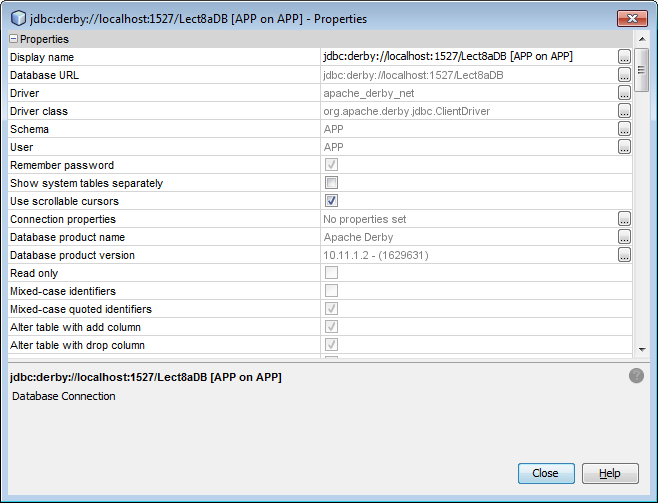 jdbc:derby://localhost:1527/Lect8aDB [APP on APP] - Properties
Properties
Display name jdbc:derby://localhost:1527/Lect8aDB [APP on APP] ...
Database URL jdbc:derby://localhost:1527/Lect8aDB ...
Driver apache_derby_net ...
Driver class org.apache.derby.jdbc.ClientDriver ...
Schema APP ...
User APP ...
Remember password
Show system tables separately
Use scrollable cursors
Connection properties No properties set ...
Database product name Apache Derby ...
Database product version 10.11.1.2 - (1629631) ...
Read only
Mixed-case identifiers
Mixed-case quoted identifiers
Alter table with add column
Alter table with drop column
jdbc:derby://localhost:1527/Lect8aDB [APP on APP]
Database Connection
Close Help